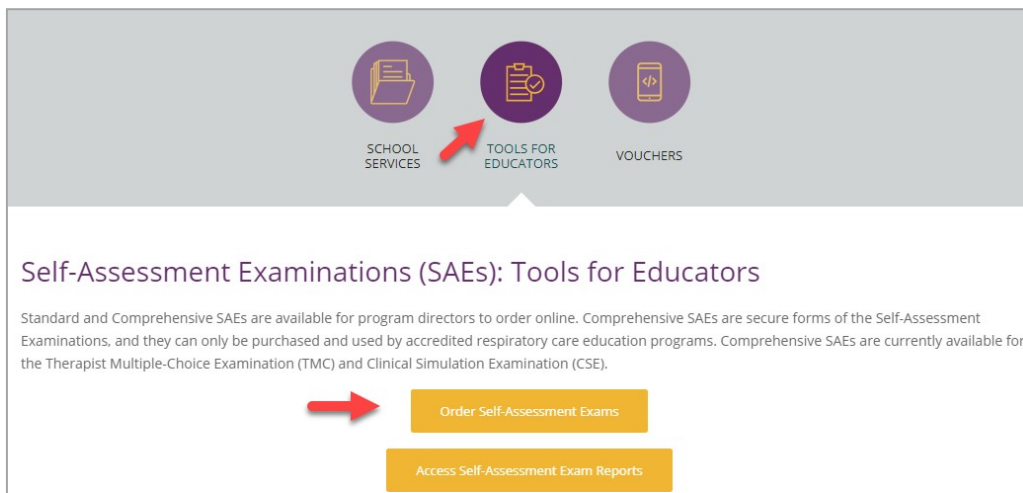 SCHOOL
SERVICES
TOOLS FOR
EDUCATORS
VOUCHERS
Self-Assessment Examinations (SAEs): Tools for Educators
Standard and Comprehensive SAEs are available for program directors to order online. Comprehensive SAEs are secure forms of the Self-Assessment
Examinations, and they can only be purchased and used by accredited respiratory care education programs. Comprehensive SAEs are currently available for
the Therapist Multiple-Choice Examination (TMC) and Clinical Simulation Examination (CSE).
Order Self-Assessment Exams
Access Self-Assessment Exam Reports